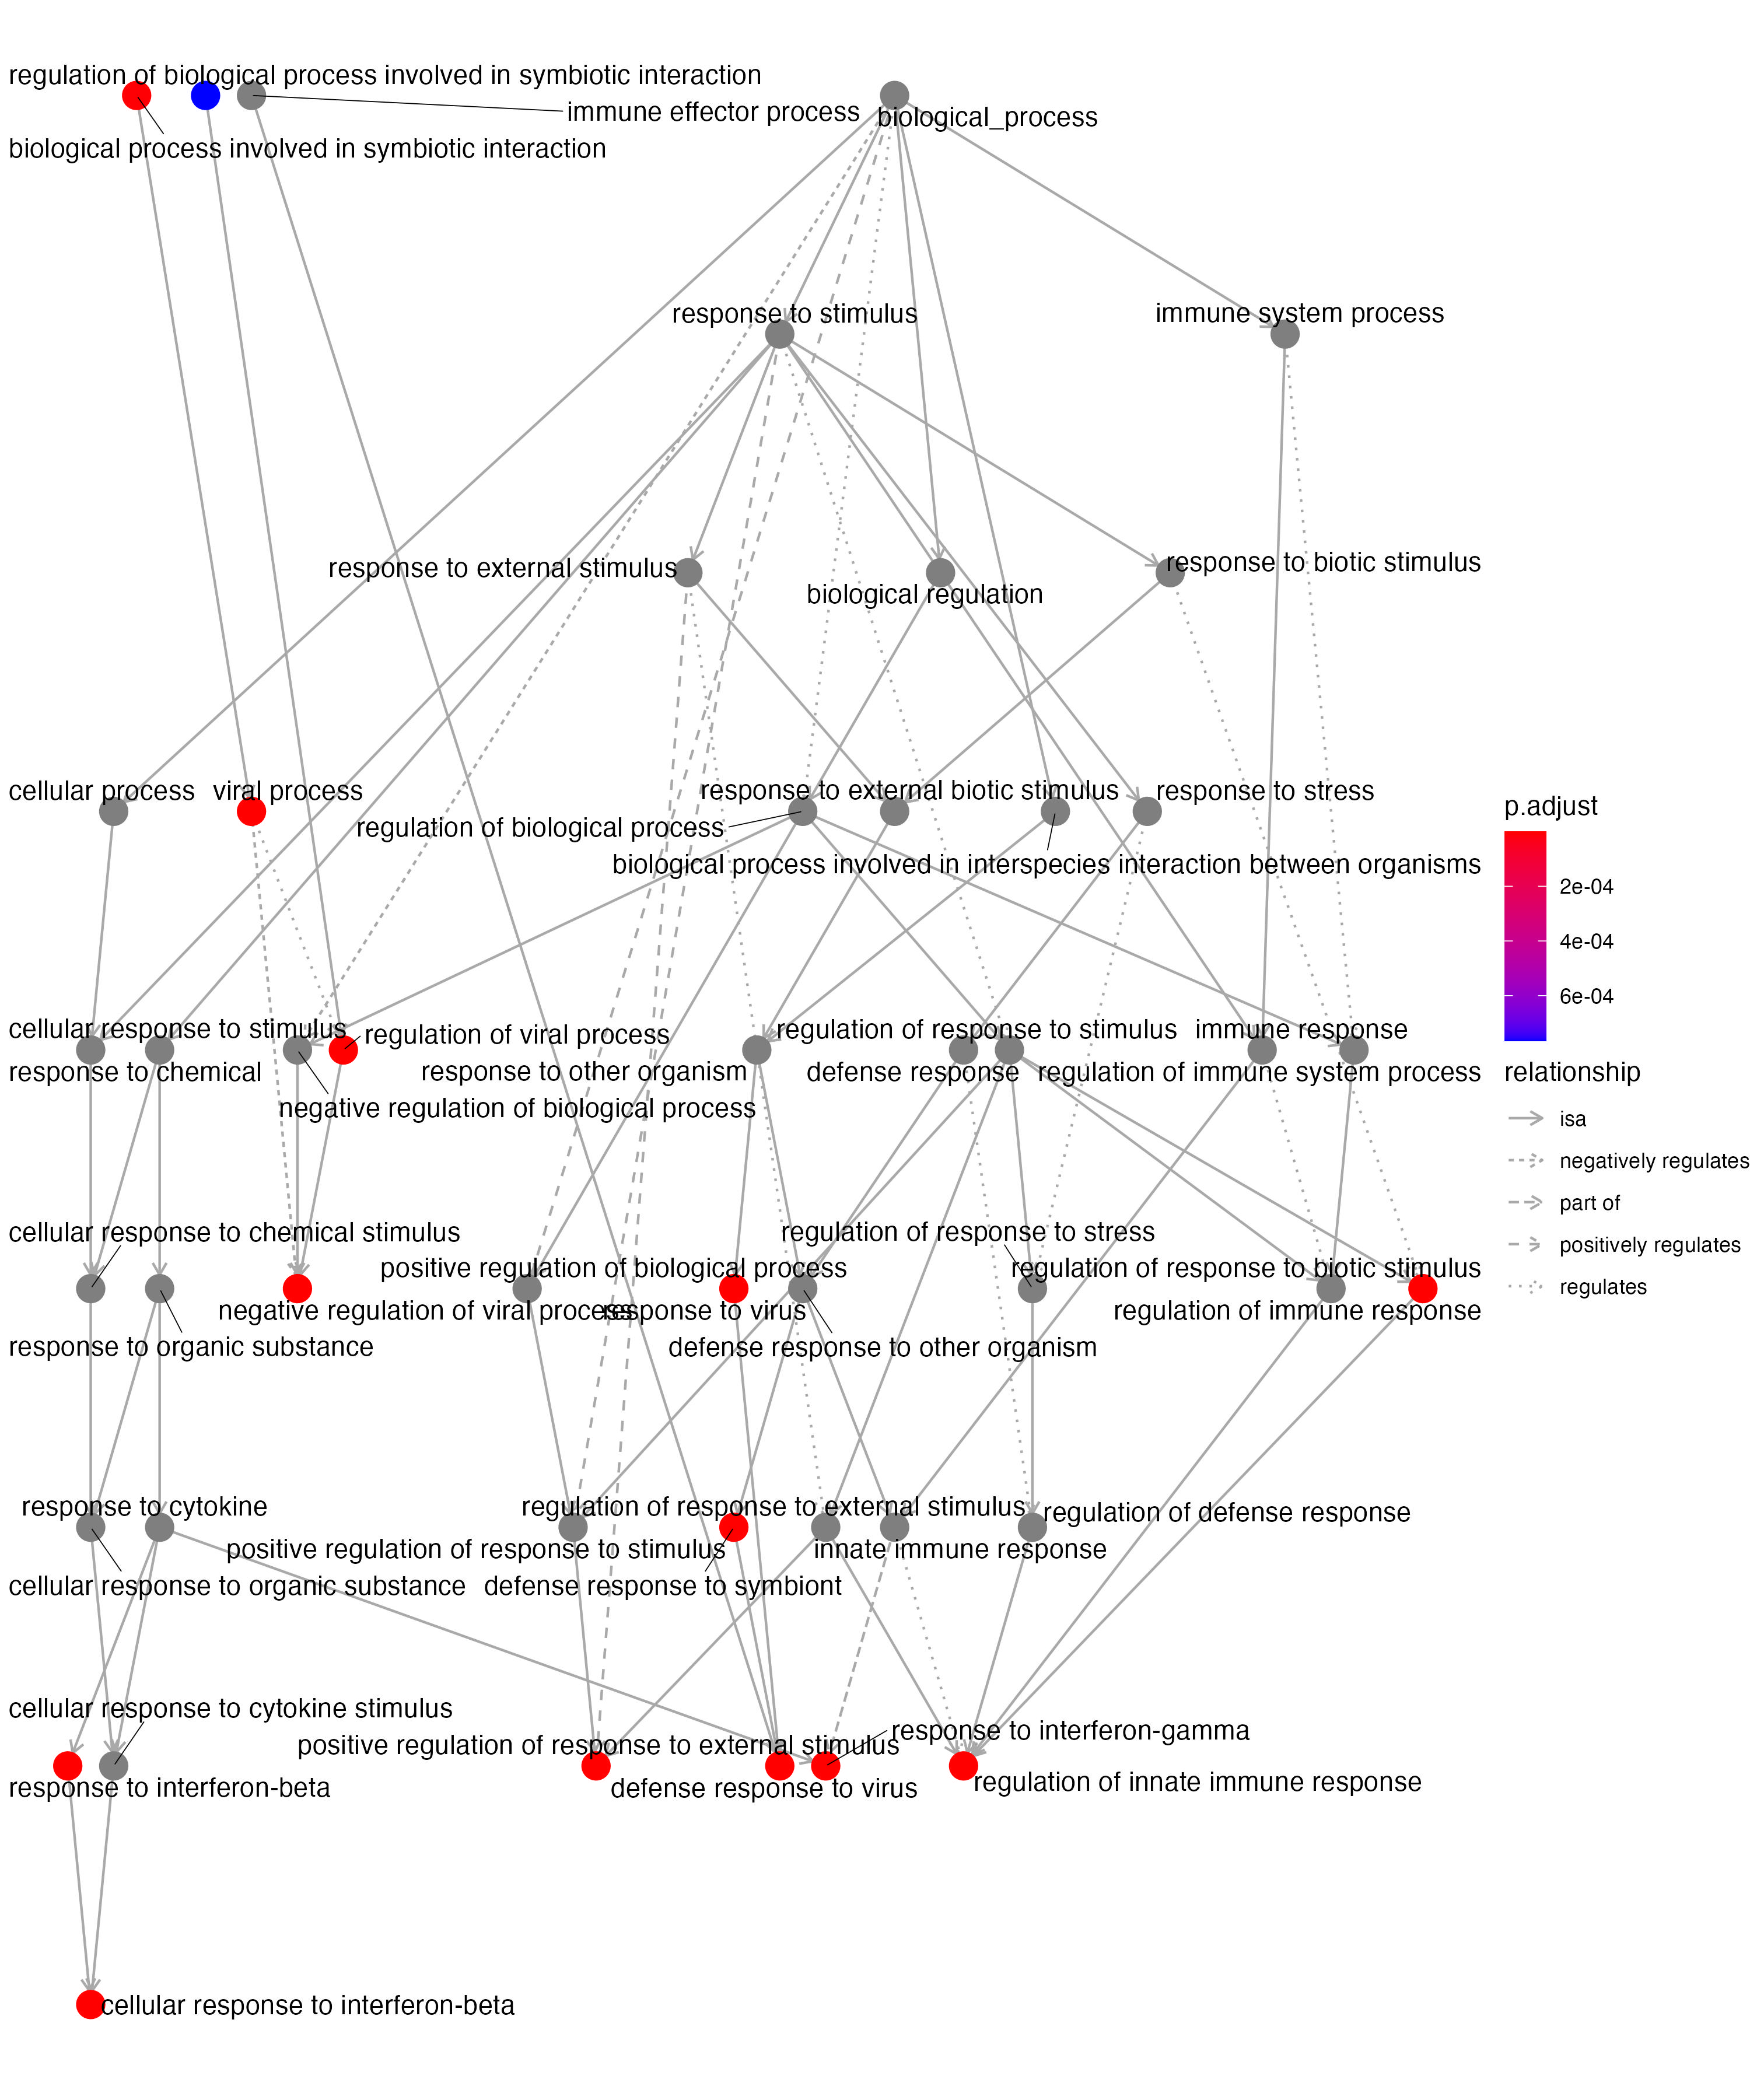 regulation of biological process involved in symbiotic interaction
immune effector process
biological_process
biological process involved in symbiotic interaction
response to stimulus
immune system process
response to external stimulus
response to biotic stimulus
biological regulation
cellular process
viral process
response to external biotic stimulus
response to stress
regulation of biological process
biological process involved in interspecies interaction between organisms
cellular response to stimulus
regulation of viral process
regulation of response to stimulus
immune response
response to chemical
response to other organism
defense response
regulation of immune system process
negative regulation of biological process
cellular response to chemical stimulus
regulation of response to stress
positive regulation of biological process
regulation of response to biotic stimulus
negative regulation of viral process
response to virus
regulation of immune response
response to organic substance
defense response to other organism
response to cytokine
regulation of response to external stimulus
regulation of defense response
positive regulation of response to stimulus
innate immune response
cellular response to organic substance
defense response to symbiont
cellular response to cytokine stimulus
response to interferon-gamma
positive regulation of response to external stimulus
response to interferon-beta
defense response to virus
regulation of innate immune response
cellular response to interferon-beta
p.adjust
2e-04
4e-04
6e-04
relationship
isa
negatively regulates
part of
positively regulates
regulates